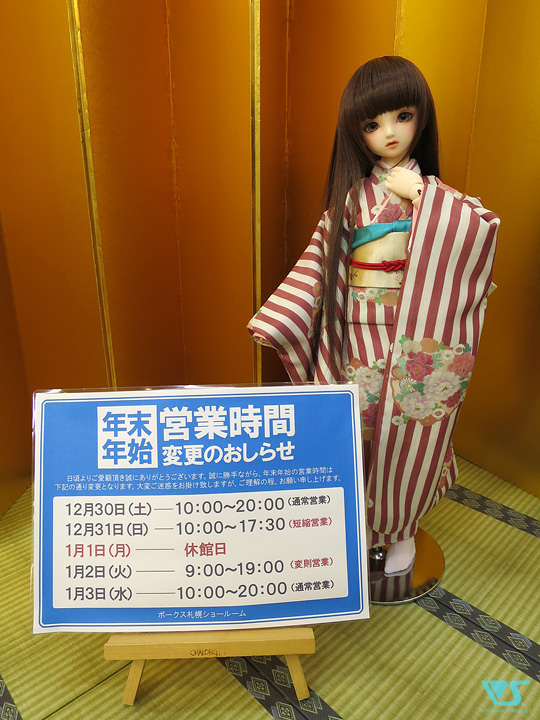 年末年始 営業時間
変更のおしらせ
日頃よりご愛顧頂き誠にありがとうございます。誠に勝手ながら、年末年始の営業時間は
下記の通り変更となります。大変ご迷惑をお掛け致しますが、ご理解の程、お願い申し上げます。
12月30日(土)―10:00〜20:00(通常営業)
12月31日(日)―10:00〜17:30(短縮営業)
1月1日(月)―休館日
1月2日(火)―9:00〜19:00(変則営業)
1月3日(水)―10:00〜20:00(通常営業)
ボークス札幌ショールーム